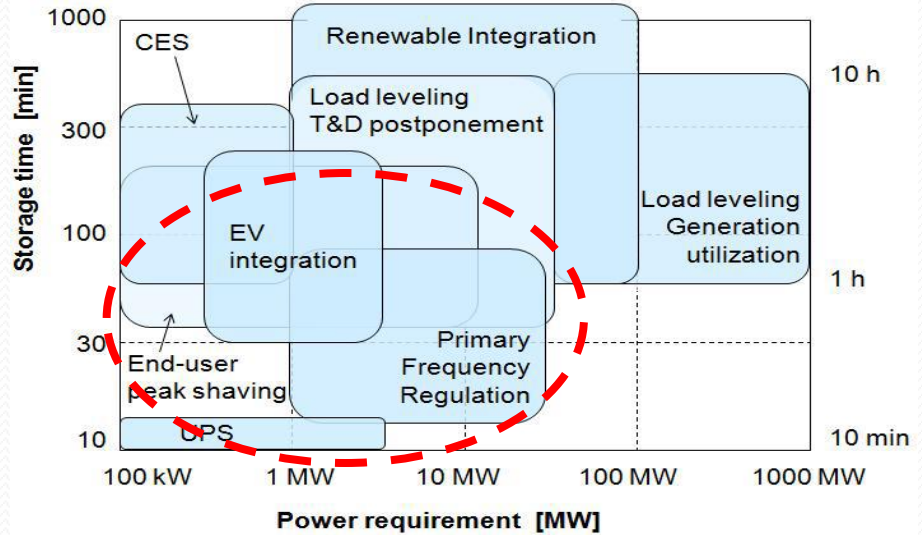 1000
300
100
30
10
Storage time [min]
CES
Renewable Integration
Load leveling
T&D postponement
EV
integration
Load leveling
Generation
utilization
Primary
Frequency
Regulation
End-user
peak shaving
UPS
10 h
1 h
10 min
100 kW
1 MW
10 MW
100 MW
1000 MW
Power requirement [MW]